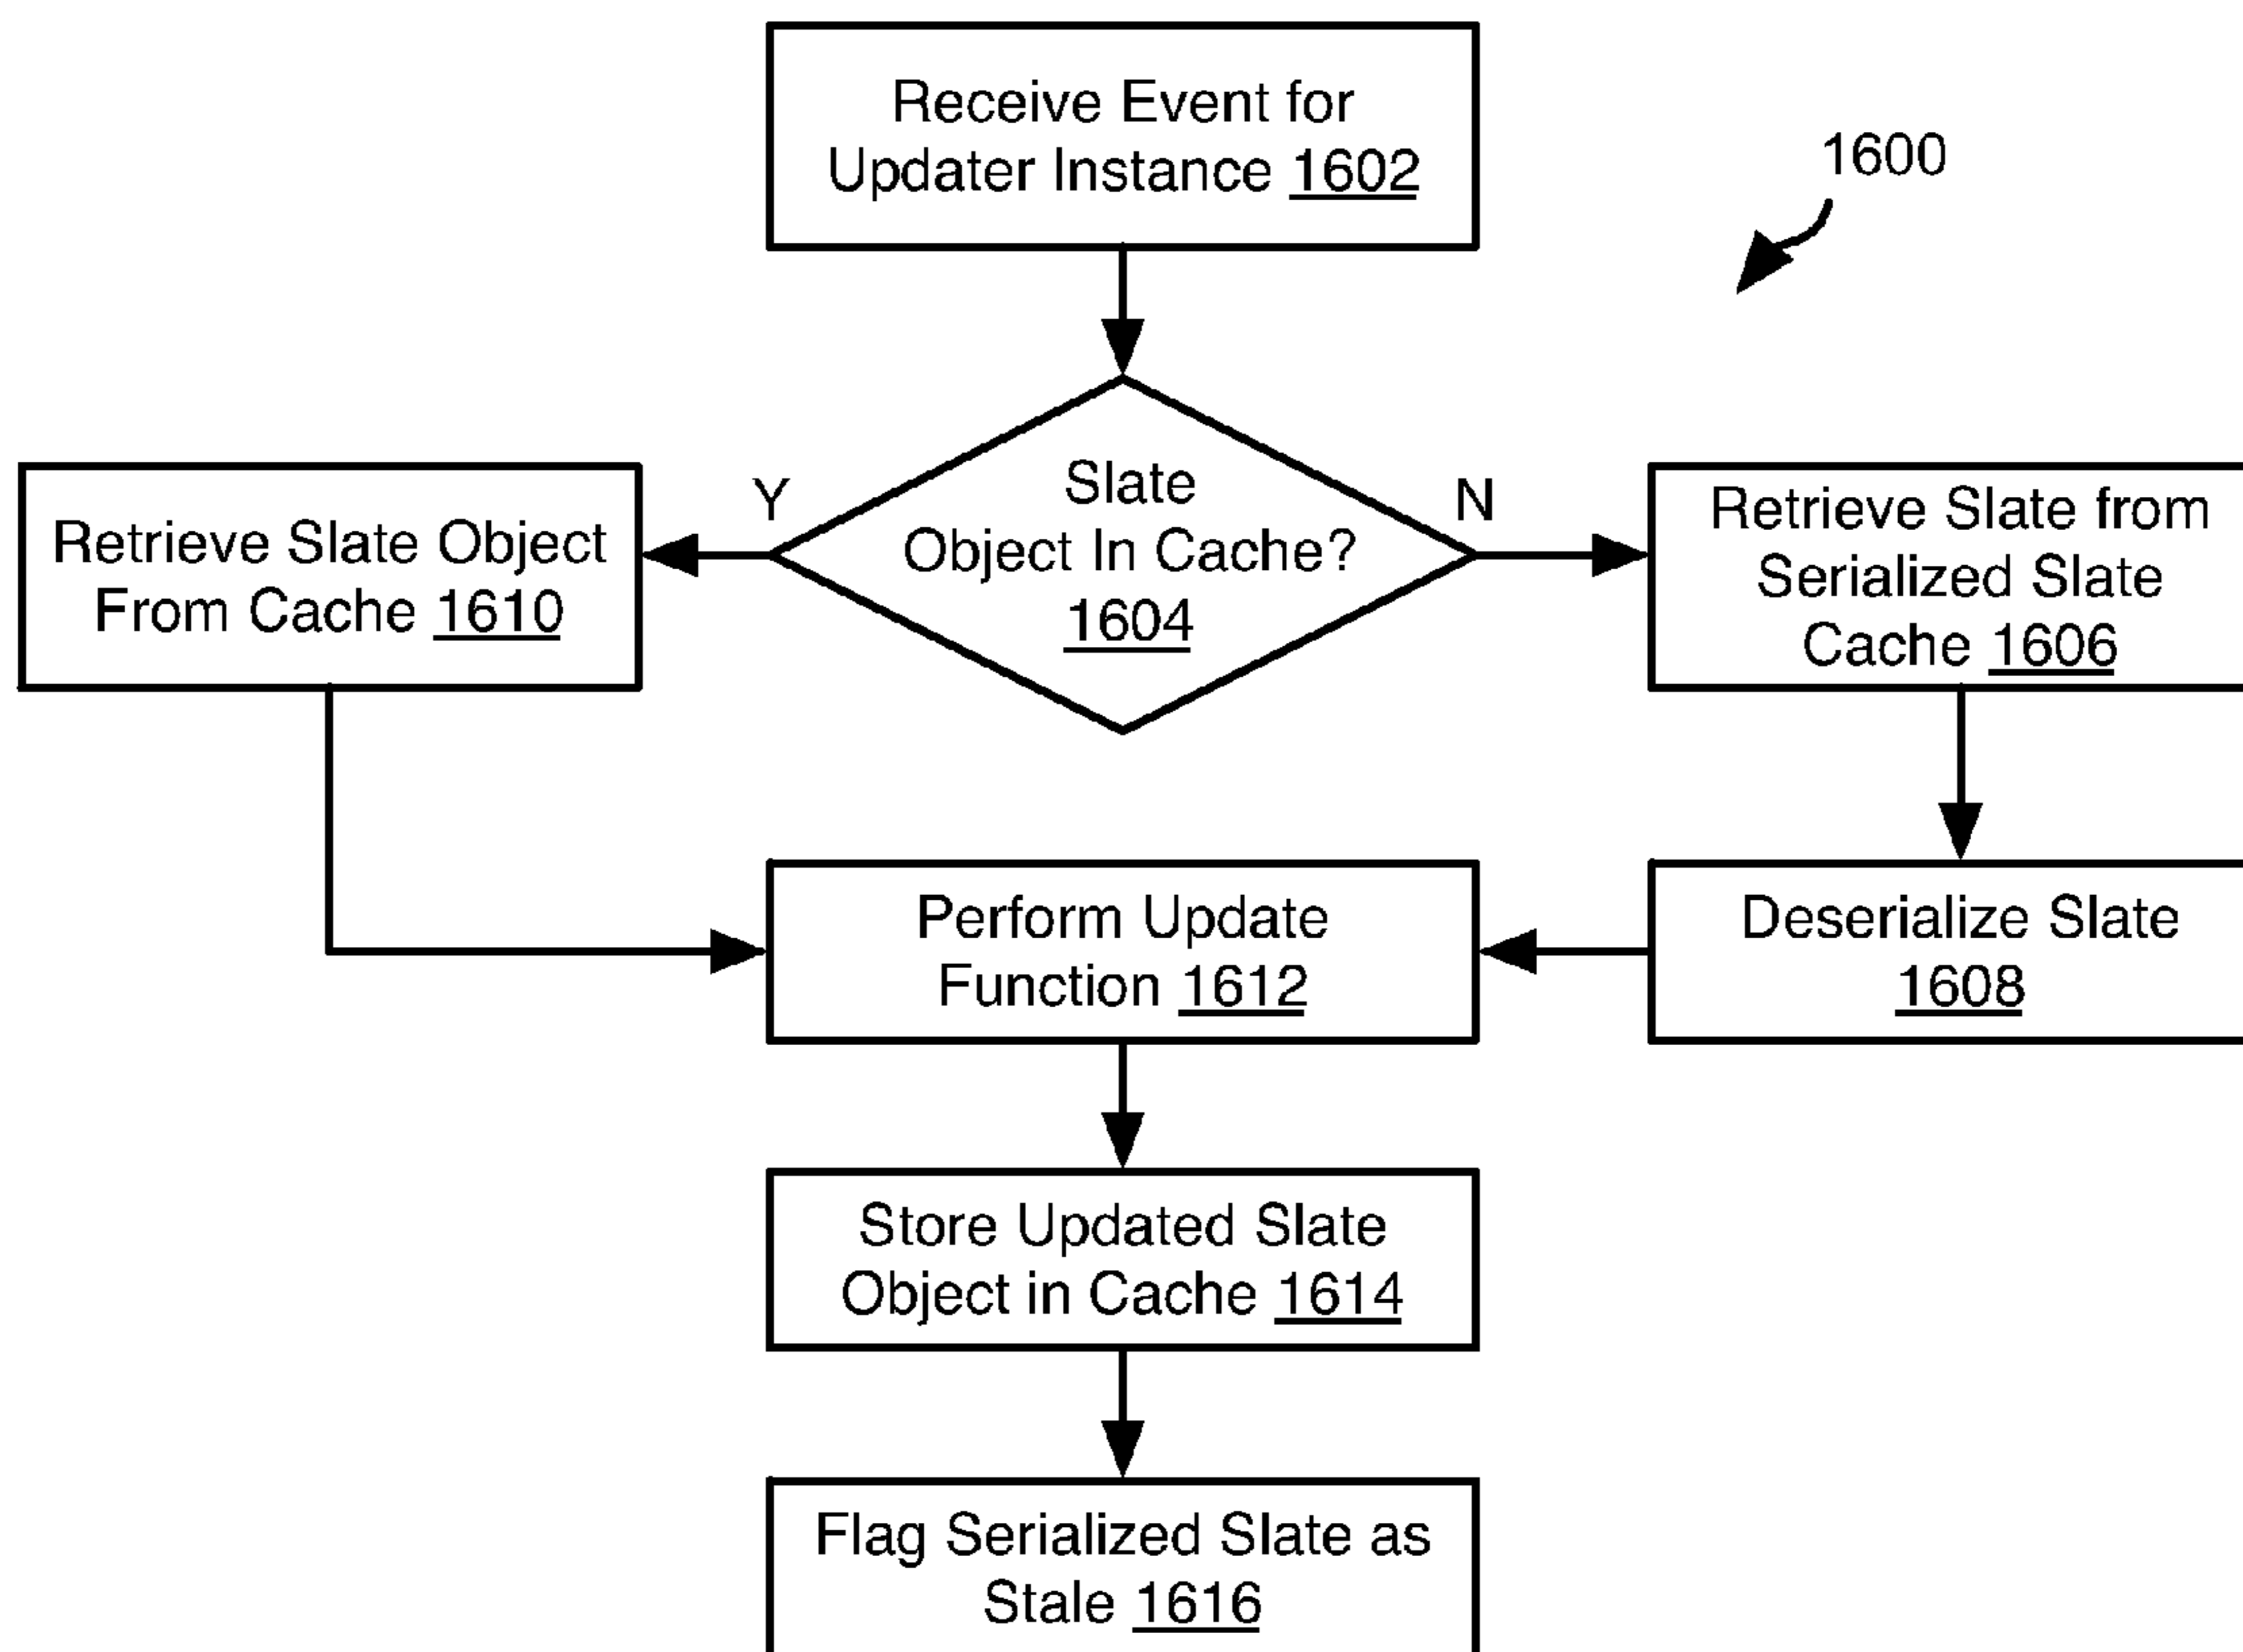 Receive Event for
Updater Instance 1602
1600
Slate
Object In Cache?
1604
Y
N
Retrieve Slate Object
From Cache 1610
Retrieve Slate from
Serialized Slate
Cache 1606
Perform Update
Function 1612
Deserialize Slate
1608
Store Updated Slate
Object in Cache 1614
Flag Serialized Slate as
Stale 1616